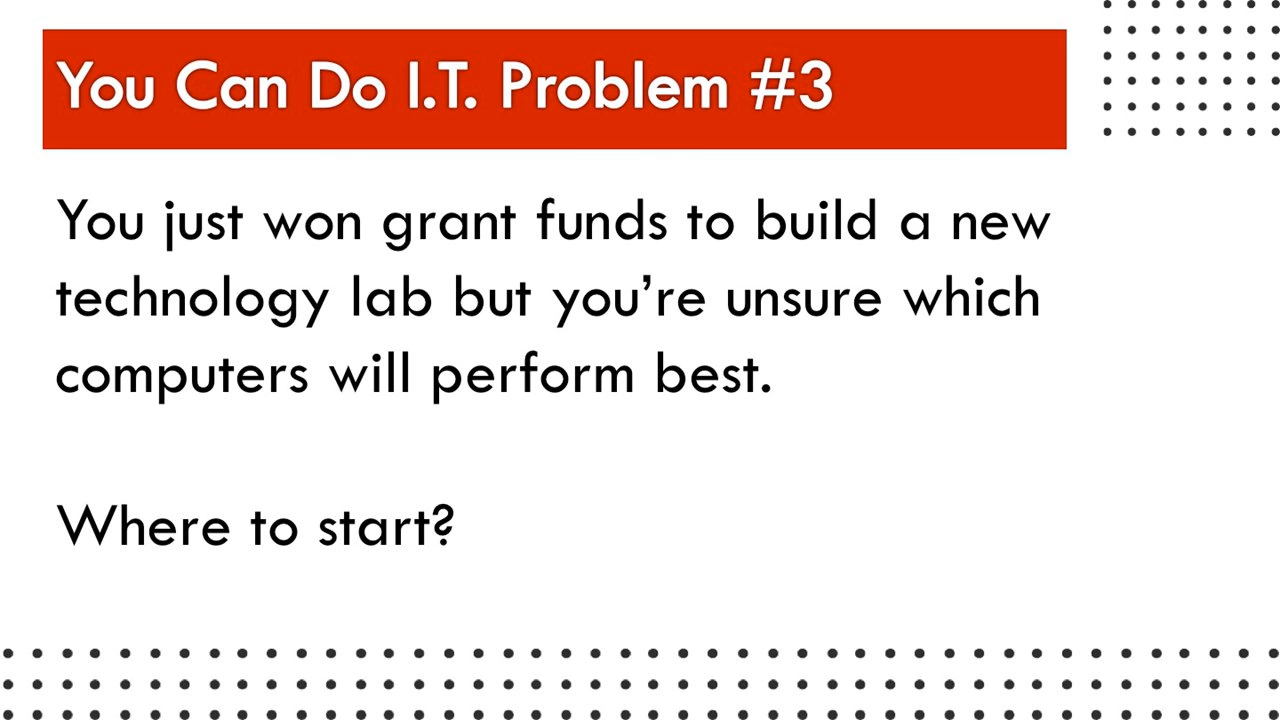 You Can Do I.T. Problem #3
You just won grant funds to build a new
technology lab but you’re unsure which
computers will perform best.
Where to start?